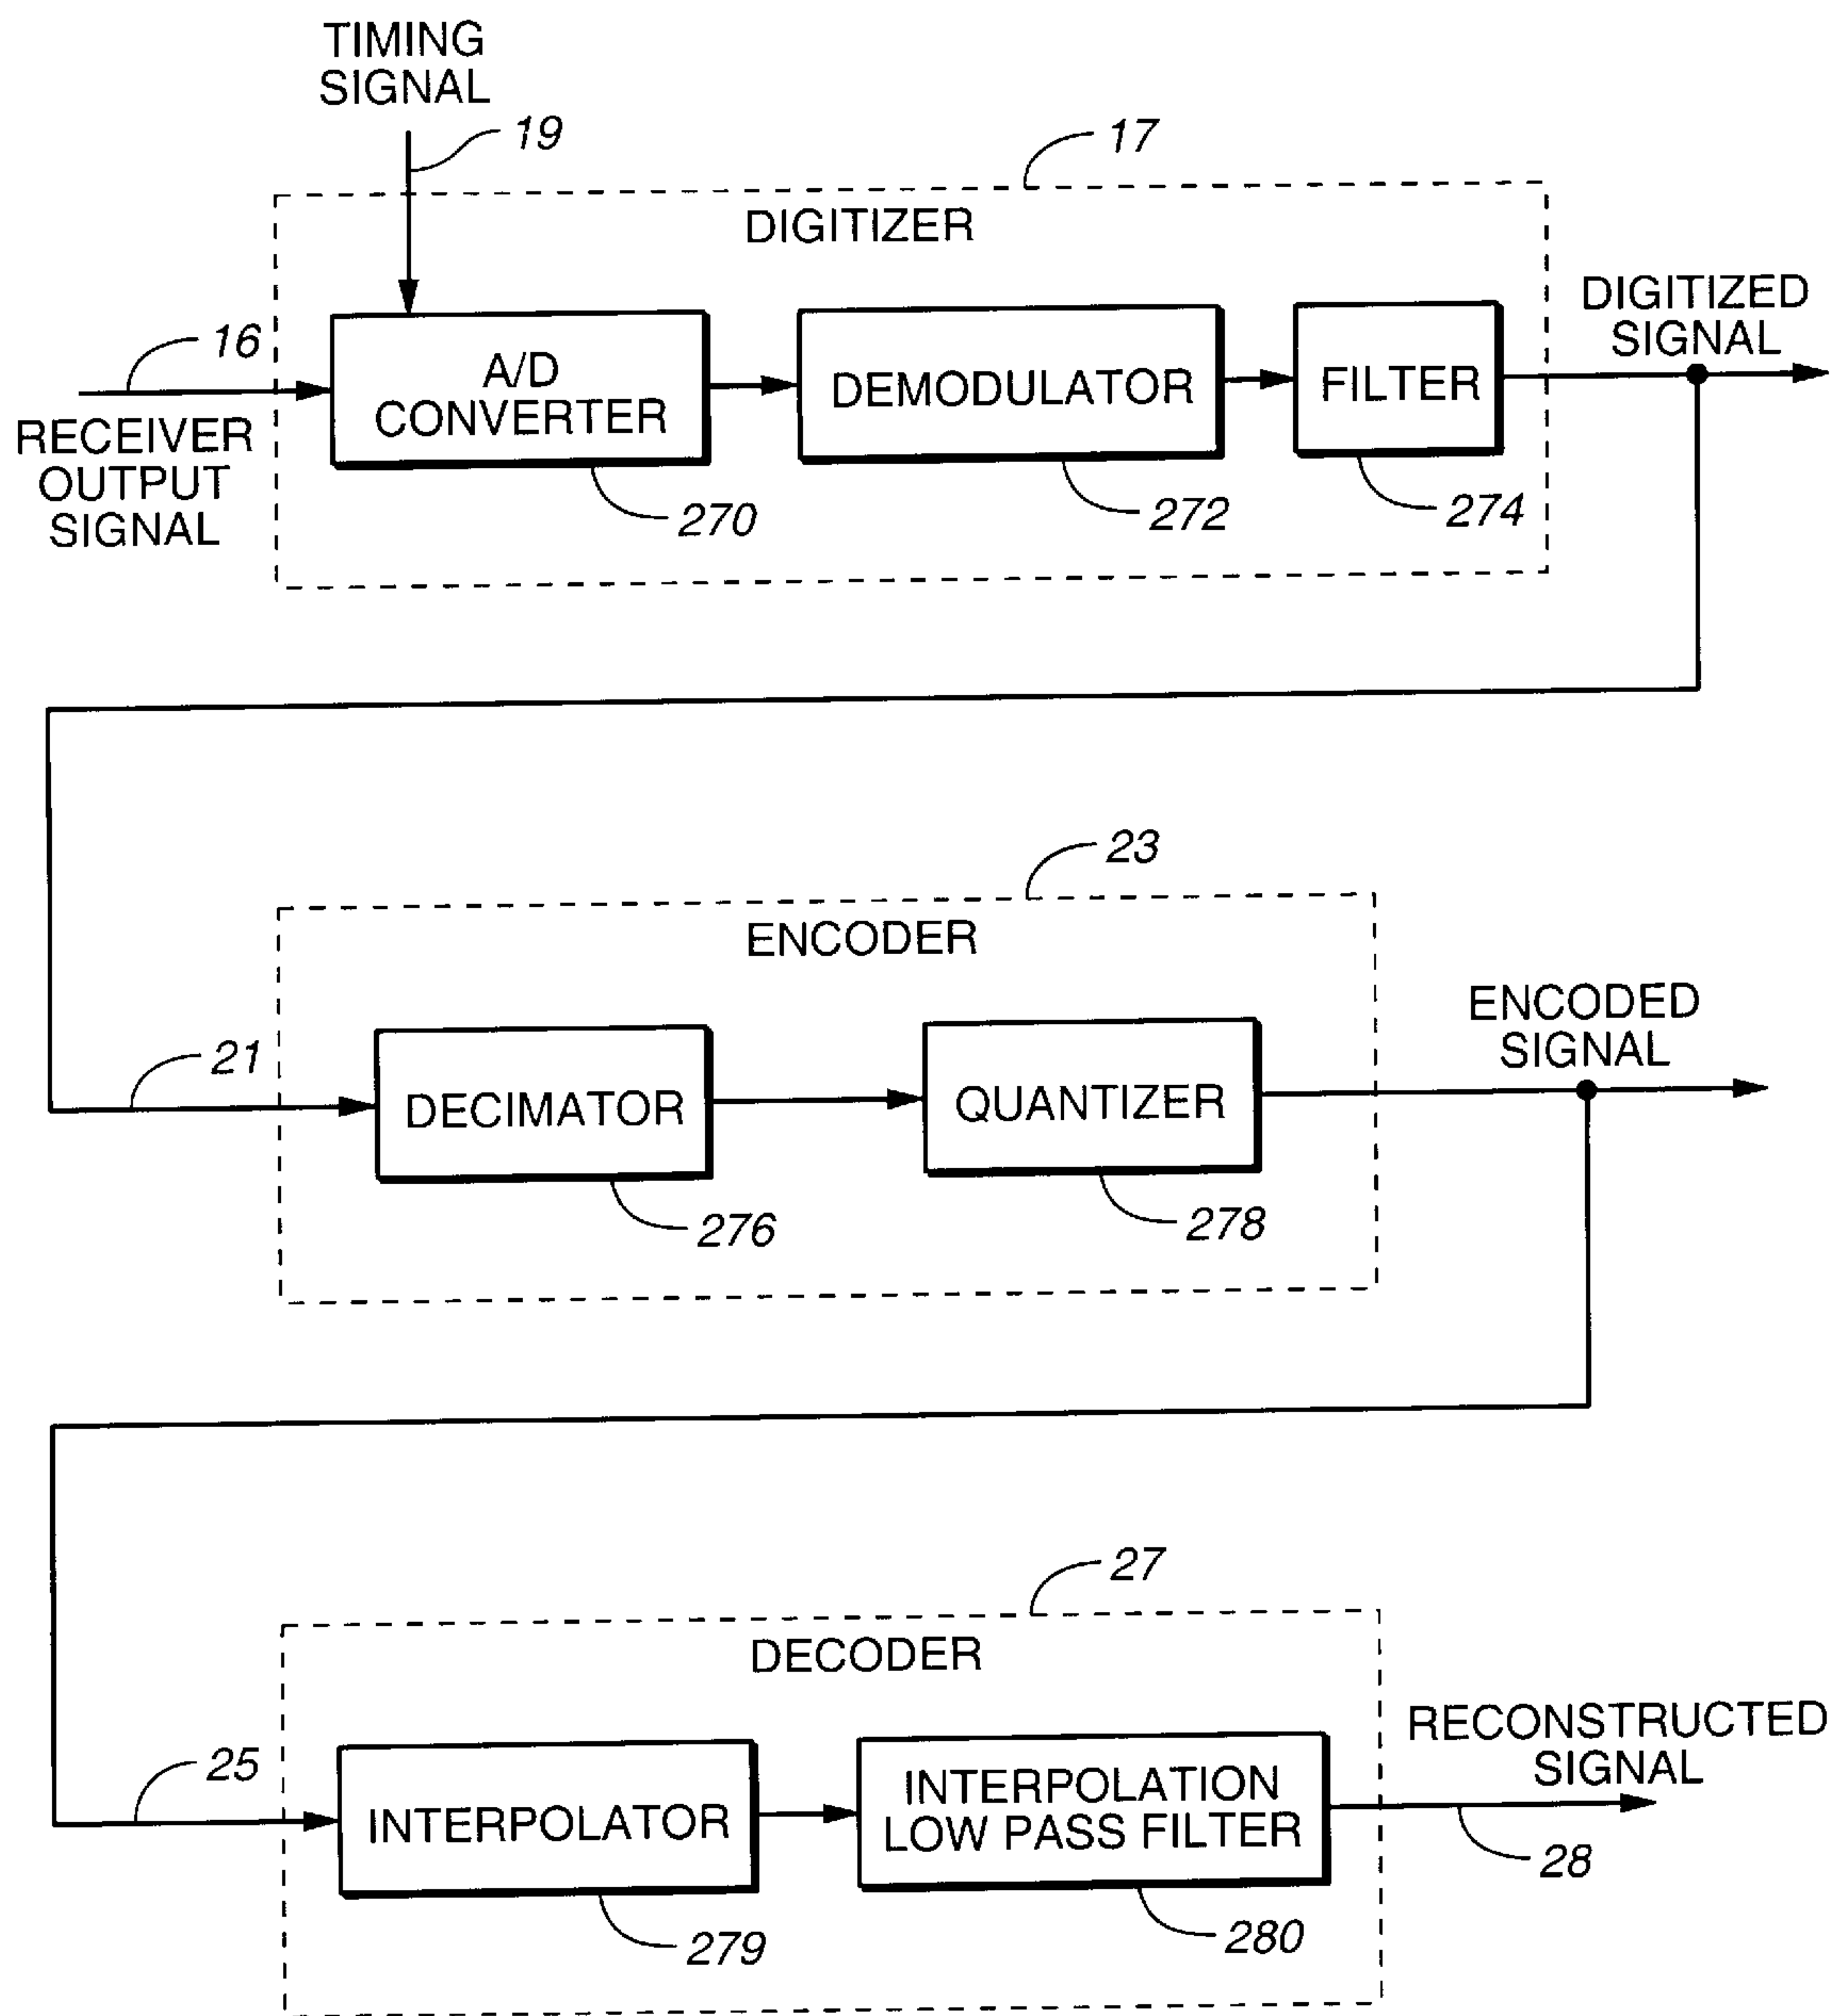 TIMING
SIGNAL
19
17
DIGITIZER
16
RECEIVER
OUTPUT
SIGNAL
A/D
CONVERTER
270
DEMODULATOR
272
FILTER
274
DIGITIZED
SIGNAL
23
ENCODER
21
DECIMATOR
276
QUANTIZER
278
ENCODED
SIGNAL
27
DECODER
25
INTERPOLATOR
279
INTERPOLATION
LOW PASS FILTER
280
RECONSTRUCTED
SIGNAL
28